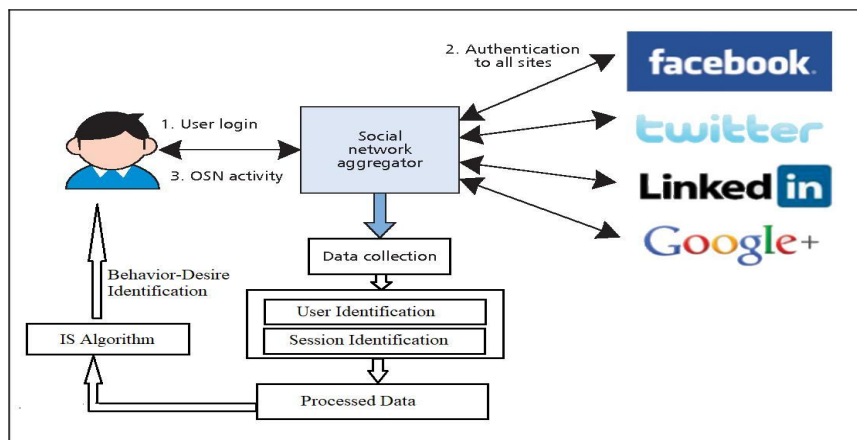 2. Authentication
to all sites
facebook.
1. User login
twitter
Social
network
aggregator
3. OSN activity
Linked in
Google+
Data collection
Behavior-Desire
Identification
User Identification
Session Identification
IS Algorithm
Processed Data